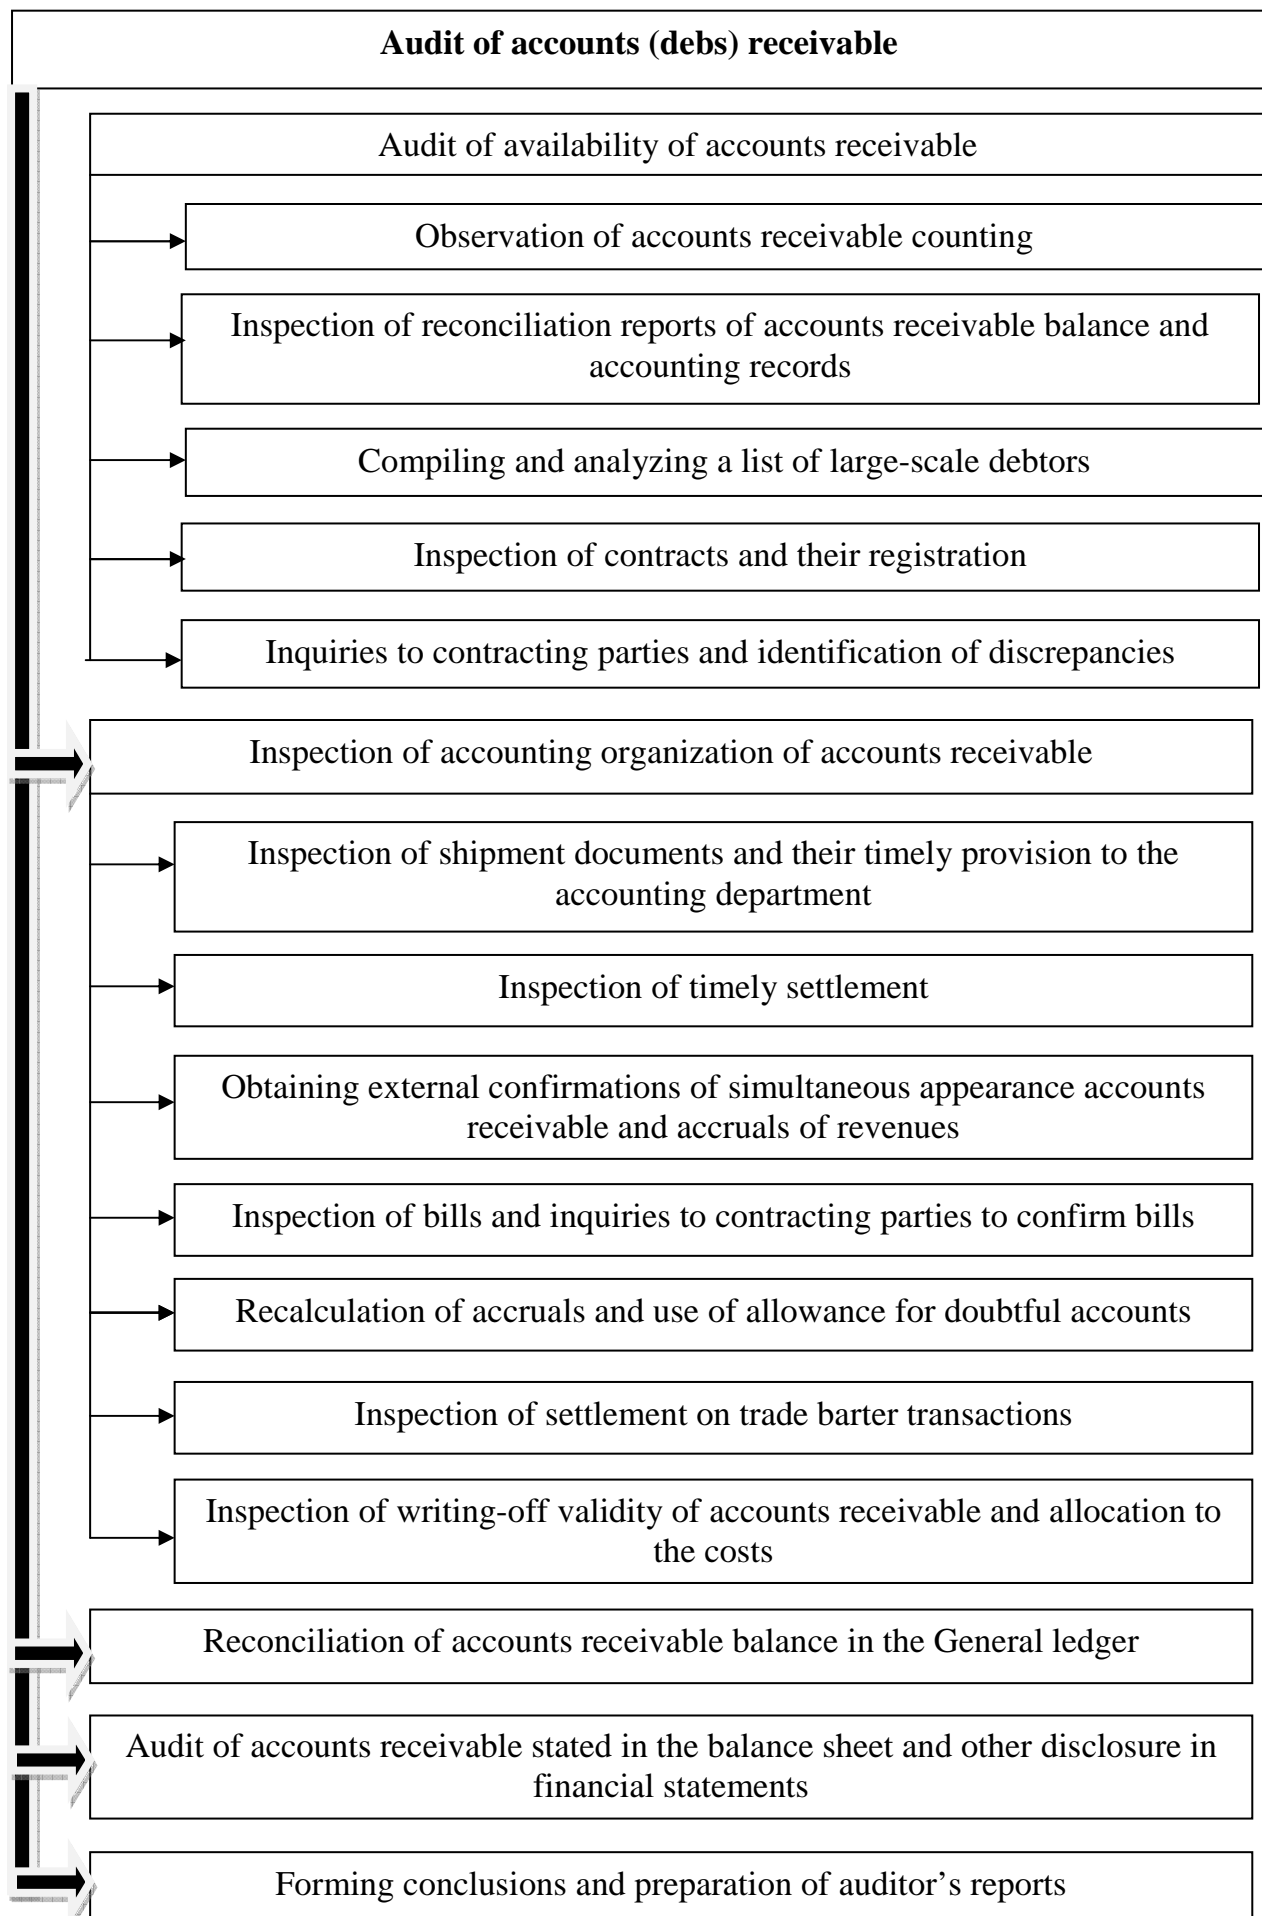 Audit of accounts (debs) receivable
Audit of availability of accounts receivable
Observation of accounts receivable counting
Inspection of reconciliation reports of accounts receivable balance and
accounting records
Compiling and analyzing a list of large-scale debtors
Inspection of contracts and their registration
Inquiries to contracting parties and identification of discrepancies
Inspection of accounting organization of accounts receivable
Inspection of shipment documents and their timely provision to the
accounting department
Inspection of timely settlement
Obtaining external confirmations of simultaneous appearance accounts
receivable and accruals of revenues
Inspection of bills and inquiries to contracting parties to confirm bills
Recalculation of accruals and use of allowance for doubtful accounts
Inspection of settlement on trade barter transactions
Inspection of writing-off validity of accounts receivable and allocation to
the costs
Reconciliation of accounts receivable balance in the General ledger
Audit of accounts receivable stated in the balance sheet and other disclosure in
financial statements
Forming conclusions and preparation of auditor’s reports